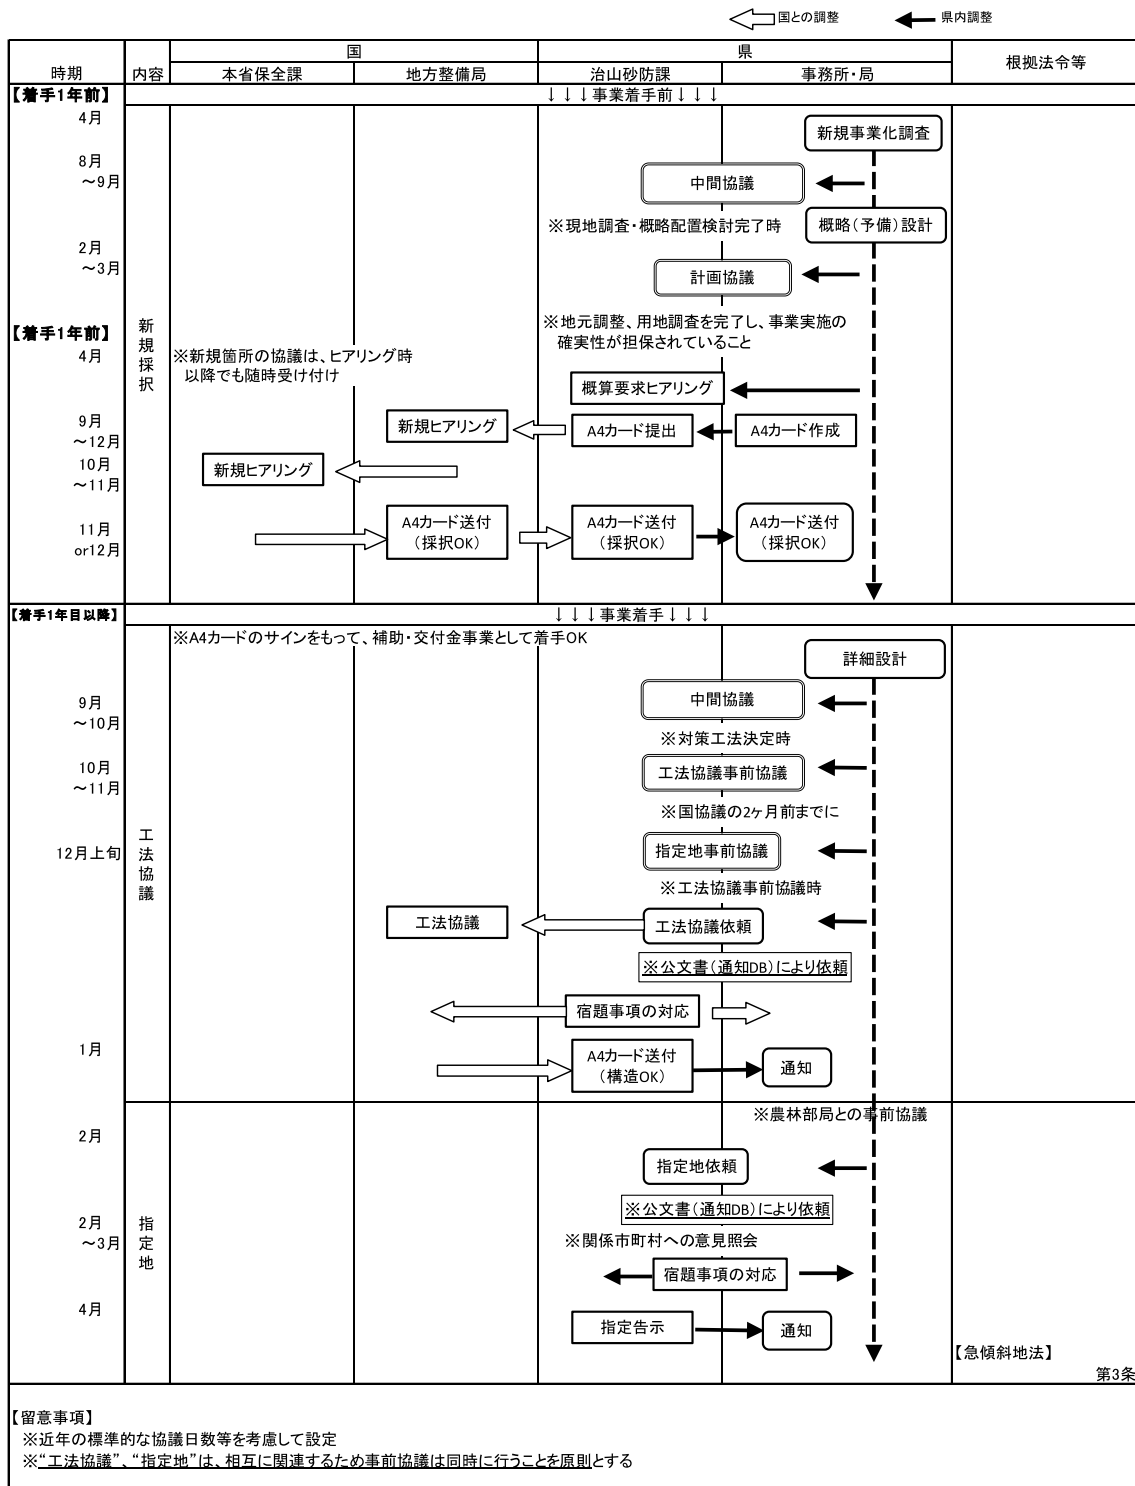 国との調整
県内調整
国
県
時期
内容
本省保全課
地方整備局
治山砂防課
事務所・局
根拠法令等
【着手1年前】
↓↓↓事業着手前↓↓↓
4月
新規事業化調査
8月
～9月
中間協議
※現地調査・概略配置検討完了時
概略（予備）設計
2月
～3月
計画協議
新規採択
【着手1年前】
※地元調整、用地調査を完了し、事業実施の
確実性が担保されていること
4月
※新規箇所の協議は、ヒアリング時
以降でも随時受け付け
概算要求ヒアリング
9月
～12月
新規ヒアリング
A4カード提出
A4カード作成
10月
～11月
新規ヒアリング
11月
or12月
A4カード送付
（採択OK）
A4カード送付
（採択OK）
A4カード送付
（採択OK）
【着手1年目以降】
↓↓↓事業着手↓↓↓
※A4カードのサインをもって、補助・交付金事業として着手OK
詳細設計
9月
～10月
中間協議
※対策工法決定時
10月
～11月
工法協議事前協議
※国協議の2ヶ月前までに
工法協議
12月上旬
指定地事前協議
※工法協議事前協議時
工法協議
工法協議依頼
※公文書（通知DB）により依頼
宿題事項の対応
1月
A4カード送付
（構造OK）
通知
※農林部局との事前協議
2月
指定地依頼
※公文書（通知DB）により依頼
2月
～3月
指定地
※関係市町村への意見照会
宿題事項の対応
4月
指定告示
通知
【急傾斜地法】
第3条
【留意事項】
※近年の標準的な協議日数等を考慮して設定
※“工法協議”、“指定地”は、相互に関連するため事前協議は同時に行うことを原則とする